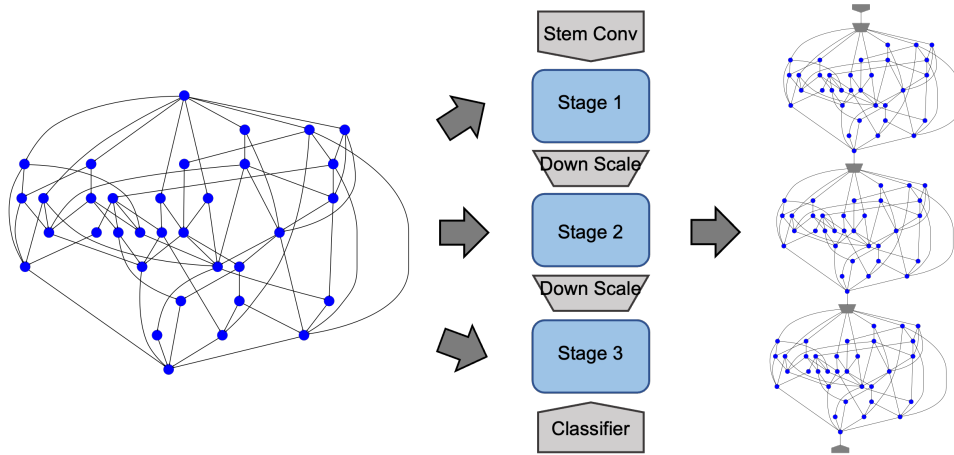 Stem Conv
Stage 1
Down Scale
Stage 2
Down Scale
Stage 3
Classifier